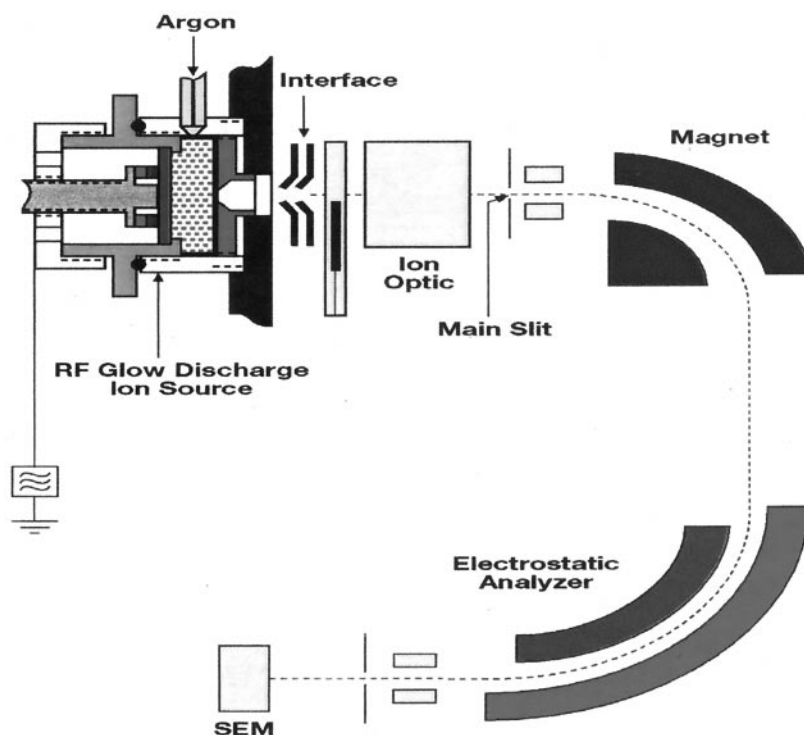 Argon
Interface
Magnet
Ion
Optic
Main Slit
RF Glow Discharge
Ion Source
Electrostatic
Analyzer
SEM